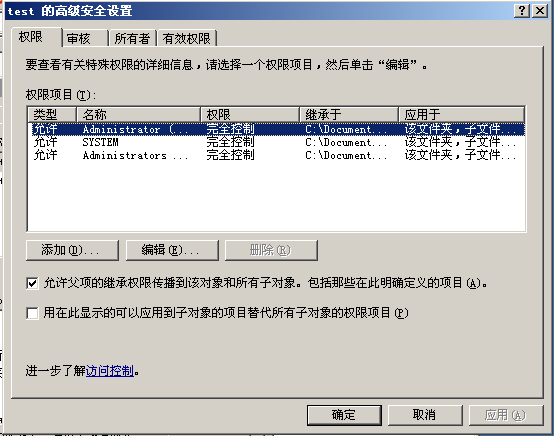 test 的高级安全设置
权限 审核 所有者 有效权限
要查看有关特殊权限的详细信息，请选择一个权限项目，然后单击“编辑”。
权限项目(T):
类型 名称 权限 继承于 应用于
允许 Administrator (... 完全控制 C:\Document... 该文件夹，子文件...
允许 SYSTEM 完全控制 C:\Document... 该文件夹，子文件...
允许 Administrators ... 完全控制 C:\Document... 该文件夹，子文件...
添加(D)... 编辑(E)... 删除(R)
允许父项的继承权限传播到该对象和所有子对象。包括那些在此明确定义的项目(A)。
用在此显示的可以应用到子对象的项目替代所有子对象的权限项目(P)
进一步了解访问控制。
确定 取消 应用(A)